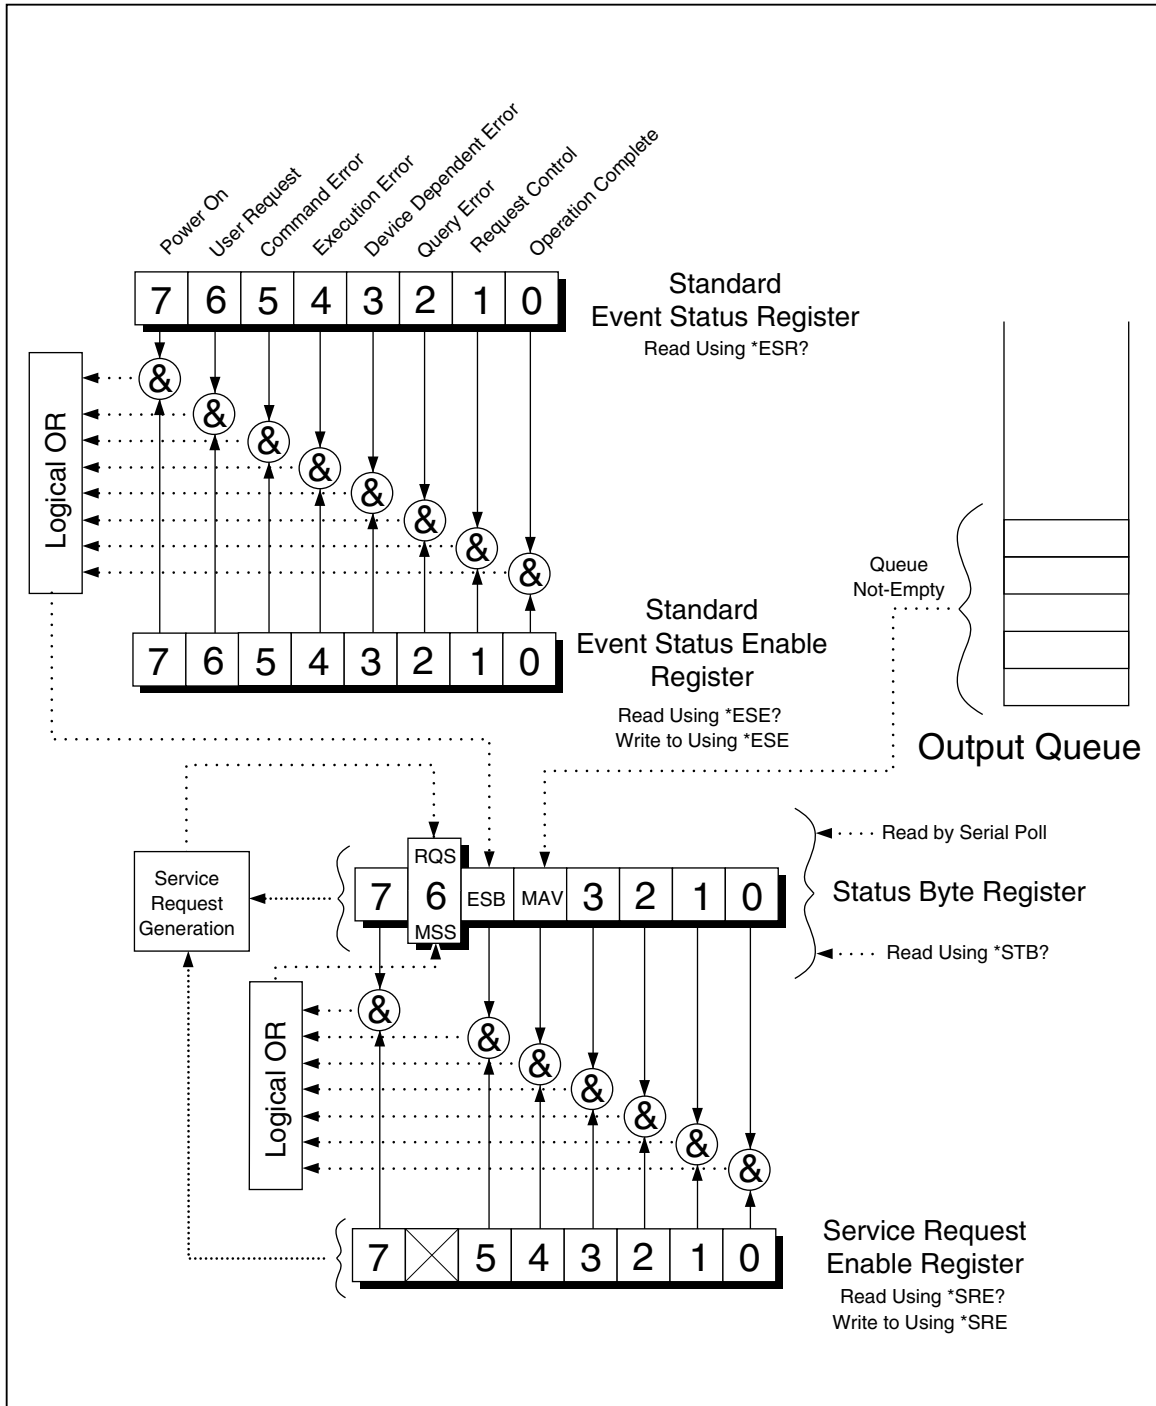 Power On
User Request
Command Error
Execution Error
Device Dependent Error
Query Error
Request Control
Operation Complete
7 6 5 4 3 2 1 0
Standard
Event Status Register
Read Using *ESR?
Logical OR
&
&
&
&
&
&
&
&
Queue
Not-Empty
7 6 5 4 3 2 1 0
Standard
Event Status Enable
Register
Read Using *ESE?
Write to Using *ESE
Output Queue
Service
Request
Generation
RQS
7 6 ESB MAV 3 2 1 0
MSS
Read by Serial Poll
Status Byte Register
Read Using *STB?
Logical OR
&
&
&
&
&
&
&
7 5 4 3 2 1 0
Service Request
Enable Register
Read Using *SRE?
Write to Using *SRE